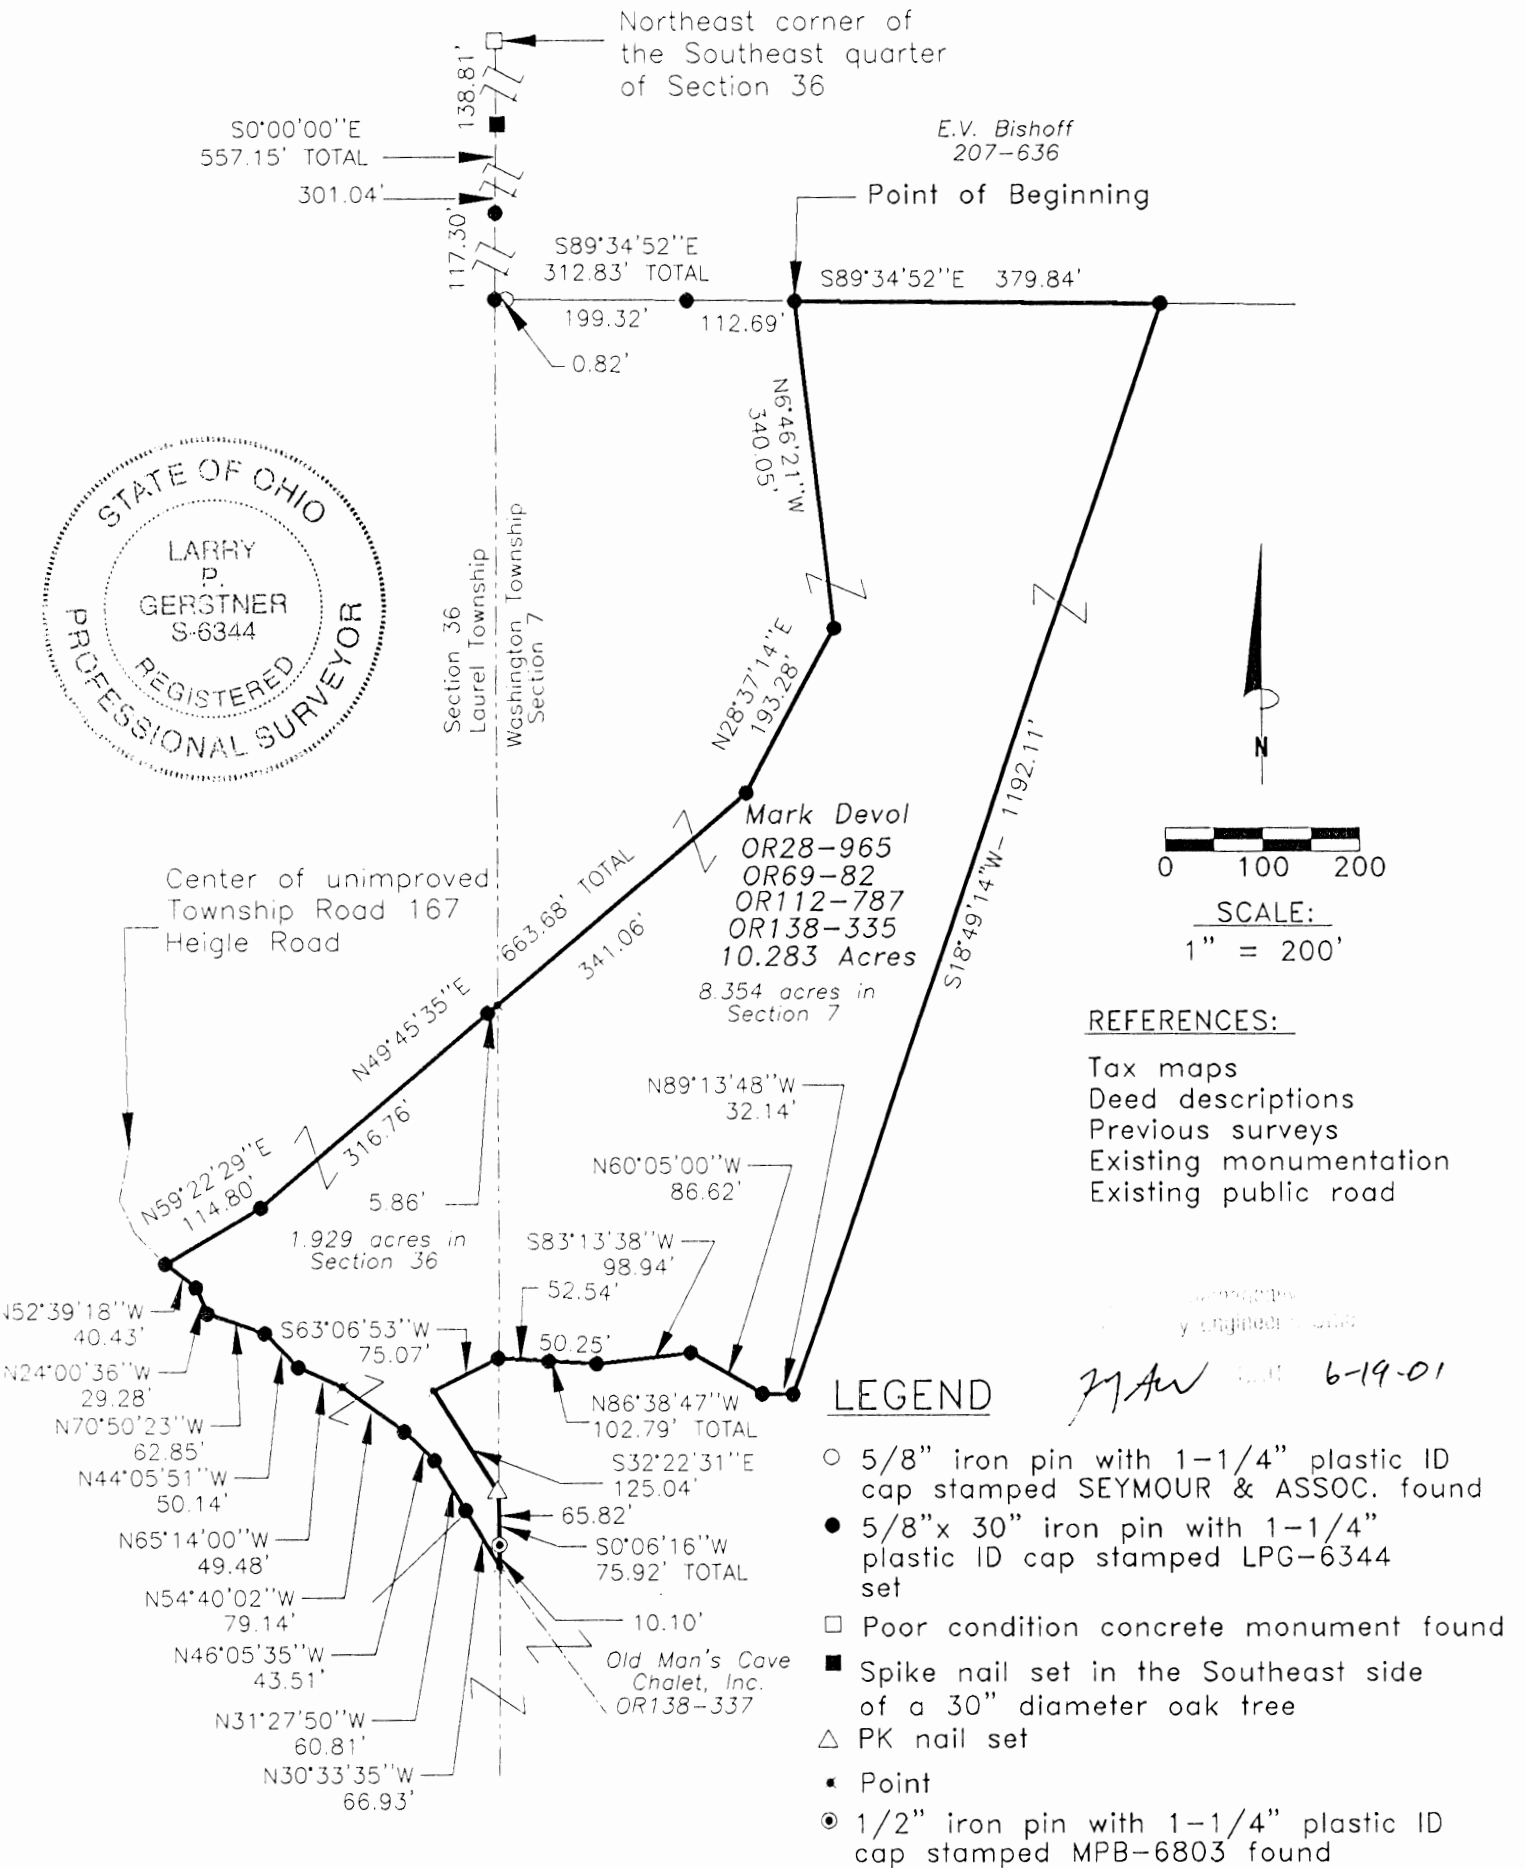 Northeast corner of
the Southeast quarter
of Section 36
138.81'
S0°00'00"E
557.15' TOTAL
301.04'
117.30'
E.V. Bishoff
207-636
Point of Beginning
S89°34'52"E
312.83' TOTAL
S89°34'52"E 379.84'
199.32'
112.69'
0.82'
N6°46'21"W
340.05'
STATE OF OHIO
LARRY
P.
GERSTNER
S-6344
REGISTERED
PROFESSIONAL SURVEYOR
Section 36
Laurel Township
Washington Township
Section 7
N28°37'14"E
193.28'
S18°49'14"W- 1192.11'
N
0 100 200
SCALE:
1" = 200'
Mark Devol
OR28-965
OR69-82
OR112-787
OR138-335
10.283 Acres
8.354 acres in
Section 7
Center of unimproved
Township Road 167
Heigle Road
663.68' TOTAL
341.06'
N49°45'35"E
316.76'
REFERENCES:
Tax maps
Deed descriptions
Previous surveys
Existing monumentation
Existing public road
N89°13'48"W
32.14'
N60°05'00"W
86.62'
N59°22'29"E
114.80'
5.86'
1.929 acres in
Section 36
S83°13'38"W
98.94'
52.54'
50.25'
N52°39'18"W
40.43'
S63°06'53"W
75.07'
N24°00'36"W
29.28'
N86°38'47"W
102.79' TOTAL
N70°50'23"W
62.85'
S32°22'31"E
125.04'
N44°05'51"W
50.14'
65.82'
N65°14'00"W
49.48'
S0°06'16"W
75.92' TOTAL
N54°40'02"W
79.14'
10.10'
N46°05'35"W
43.51'
Old Man's Cave
Chalet, Inc.
OR138-337
N31°27'50"W
60.81'
N30°33'35"W
66.93'
6-19-01
LEGEND
5/8" iron pin with 1-1/4" plastic ID
cap stamped SEYMOUR & ASSOC. found
5/8"x 30" iron pin with 1-1/4"
plastic ID cap stamped LPG-6344
set
Poor condition concrete monument found
Spike nail set in the Southeast side
of a 30" diameter oak tree
PK nail set
Point
1/2" iron pin with 1-1/4" plastic ID
cap stamped MPB-6803 found